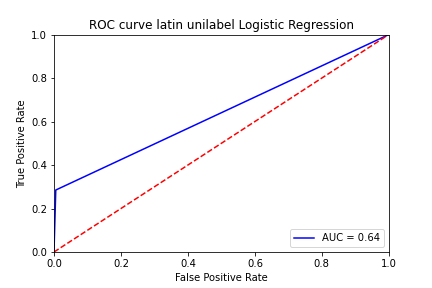 ROC curve latin unilabel Logistic Regression
1.0
0.8
0.6
0.4
0.2
0.0
True Positive Rate
AUC = 0.64
0.0 0.2 0.4 0.6 0.8 1.0
False Positive Rate